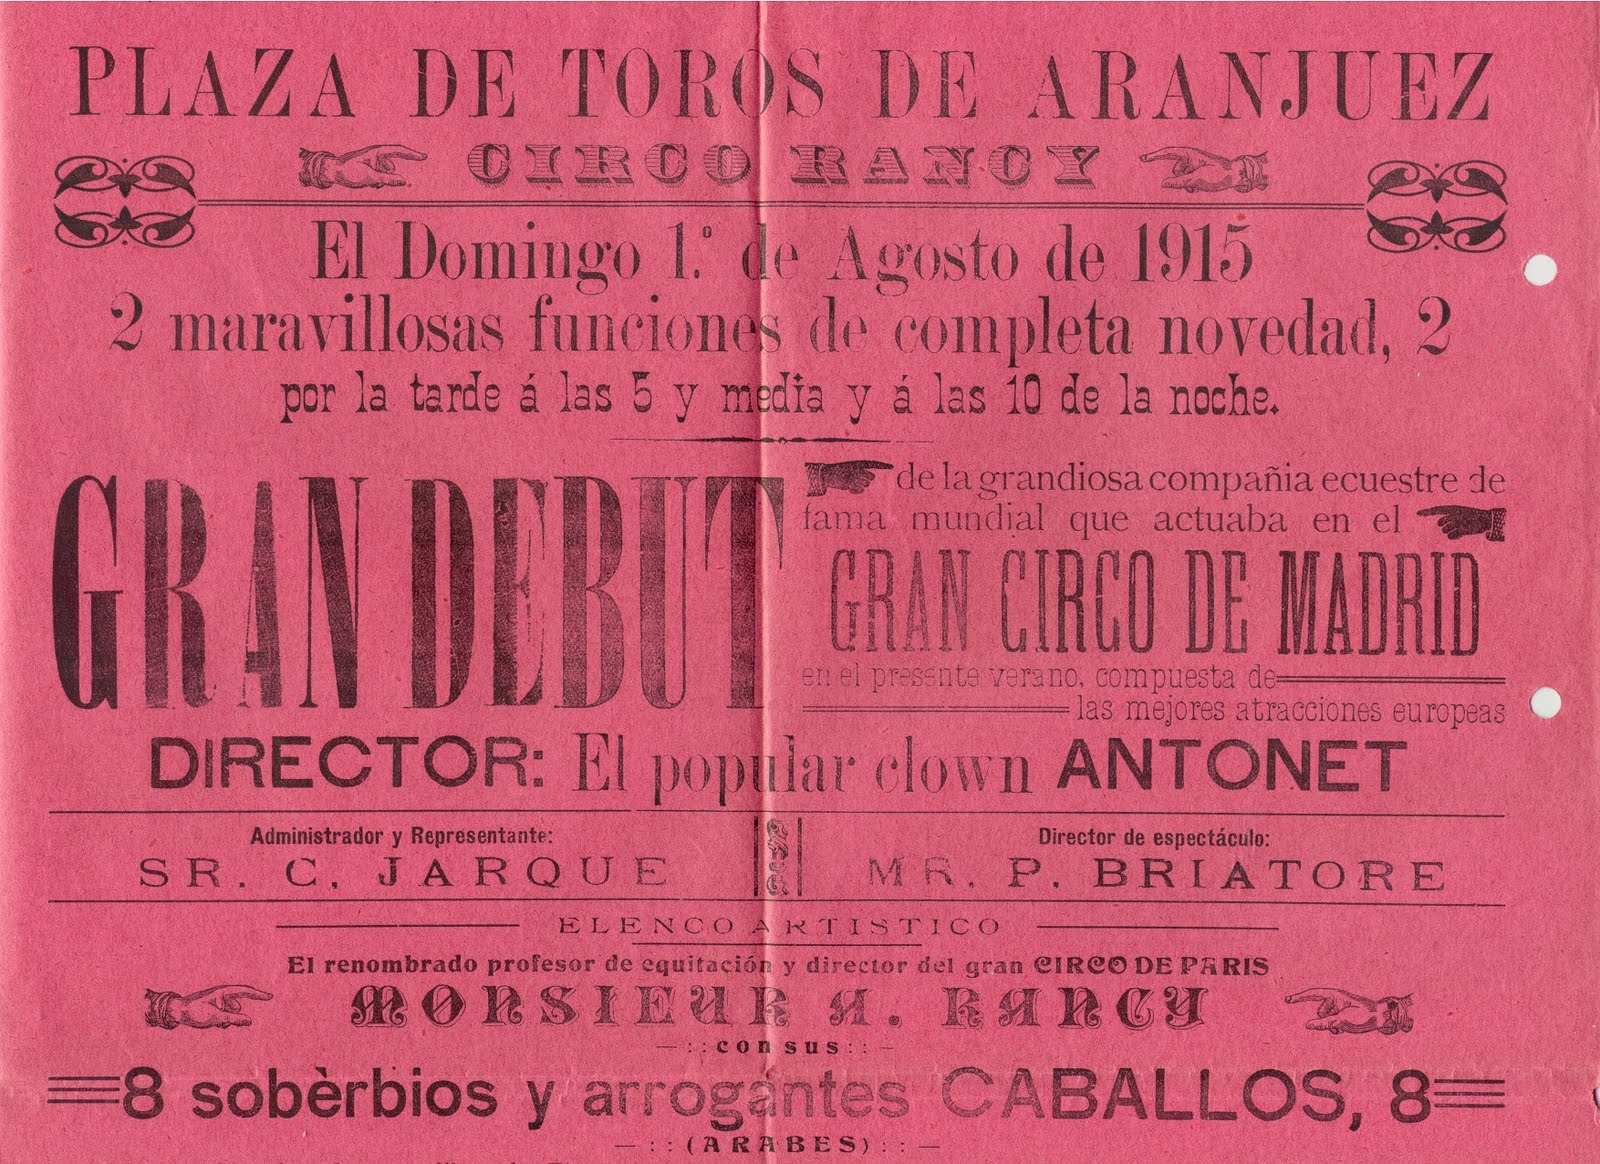 PLAZA DE TOROS DE ARANJUEZ
CIRCO RANCY
El Domingo 1.º de Agosto de 1915
2 maravillosas funciones de completa novedad, 2
por la tarde á las 5 y media y á las 10 de la noche.
GRAN DEBUT
de la grandiosa compañia ecuestre de
fama mundial que actuaba en el
GRAN CIRCO DE MADRID
en el presente verano, compuesta de
las mejores atracciones europeas
DIRECTOR: El popular clown ANTONET
Administrador y Representante:
SR. C. JARQUE
Director de espectáculo:
MR. P. BRIATORE
ELENCO ARTISTICO
El renombrado profesor de equitación y director del gran CIRCO DE PARIS
MONSIEUR A. RANCY
—::con sus::—
8 sobèrbios y arrogantes CABALLOS, 8
—::(ARABES)::—